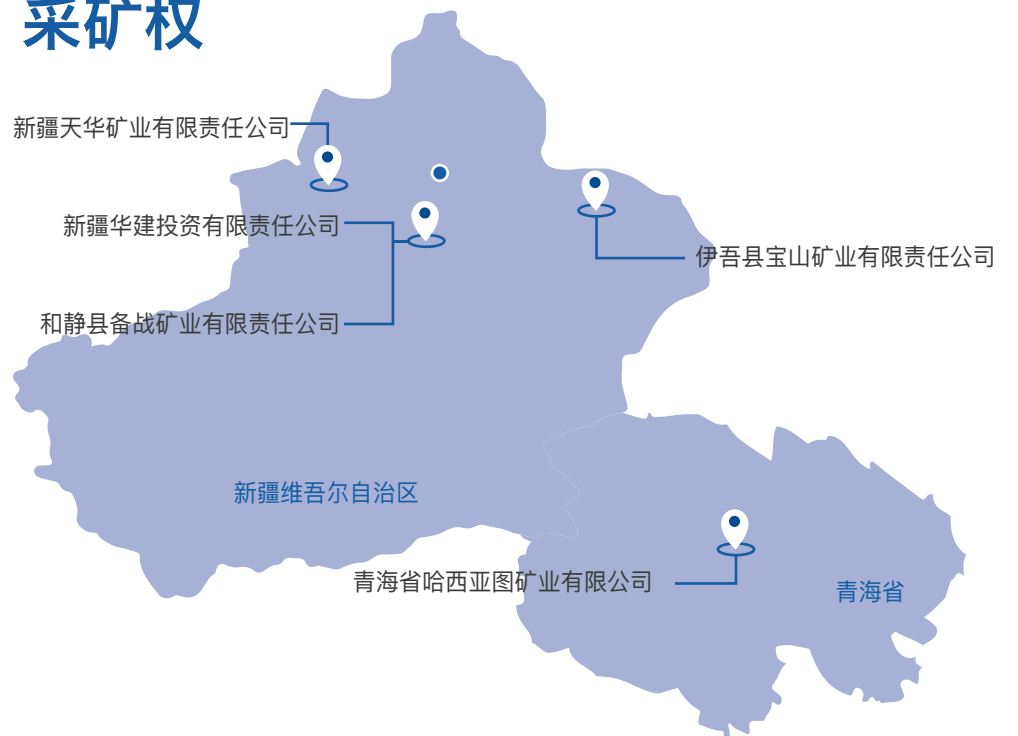 采矿权
新疆天华矿业有限责任公司
新疆华建投资有限责任公司
伊吾县宝山矿业有限责任公司
和静县备战矿业有限责任公司
新疆维吾尔自治区
青海省哈西亚图矿业有限公司
青海省